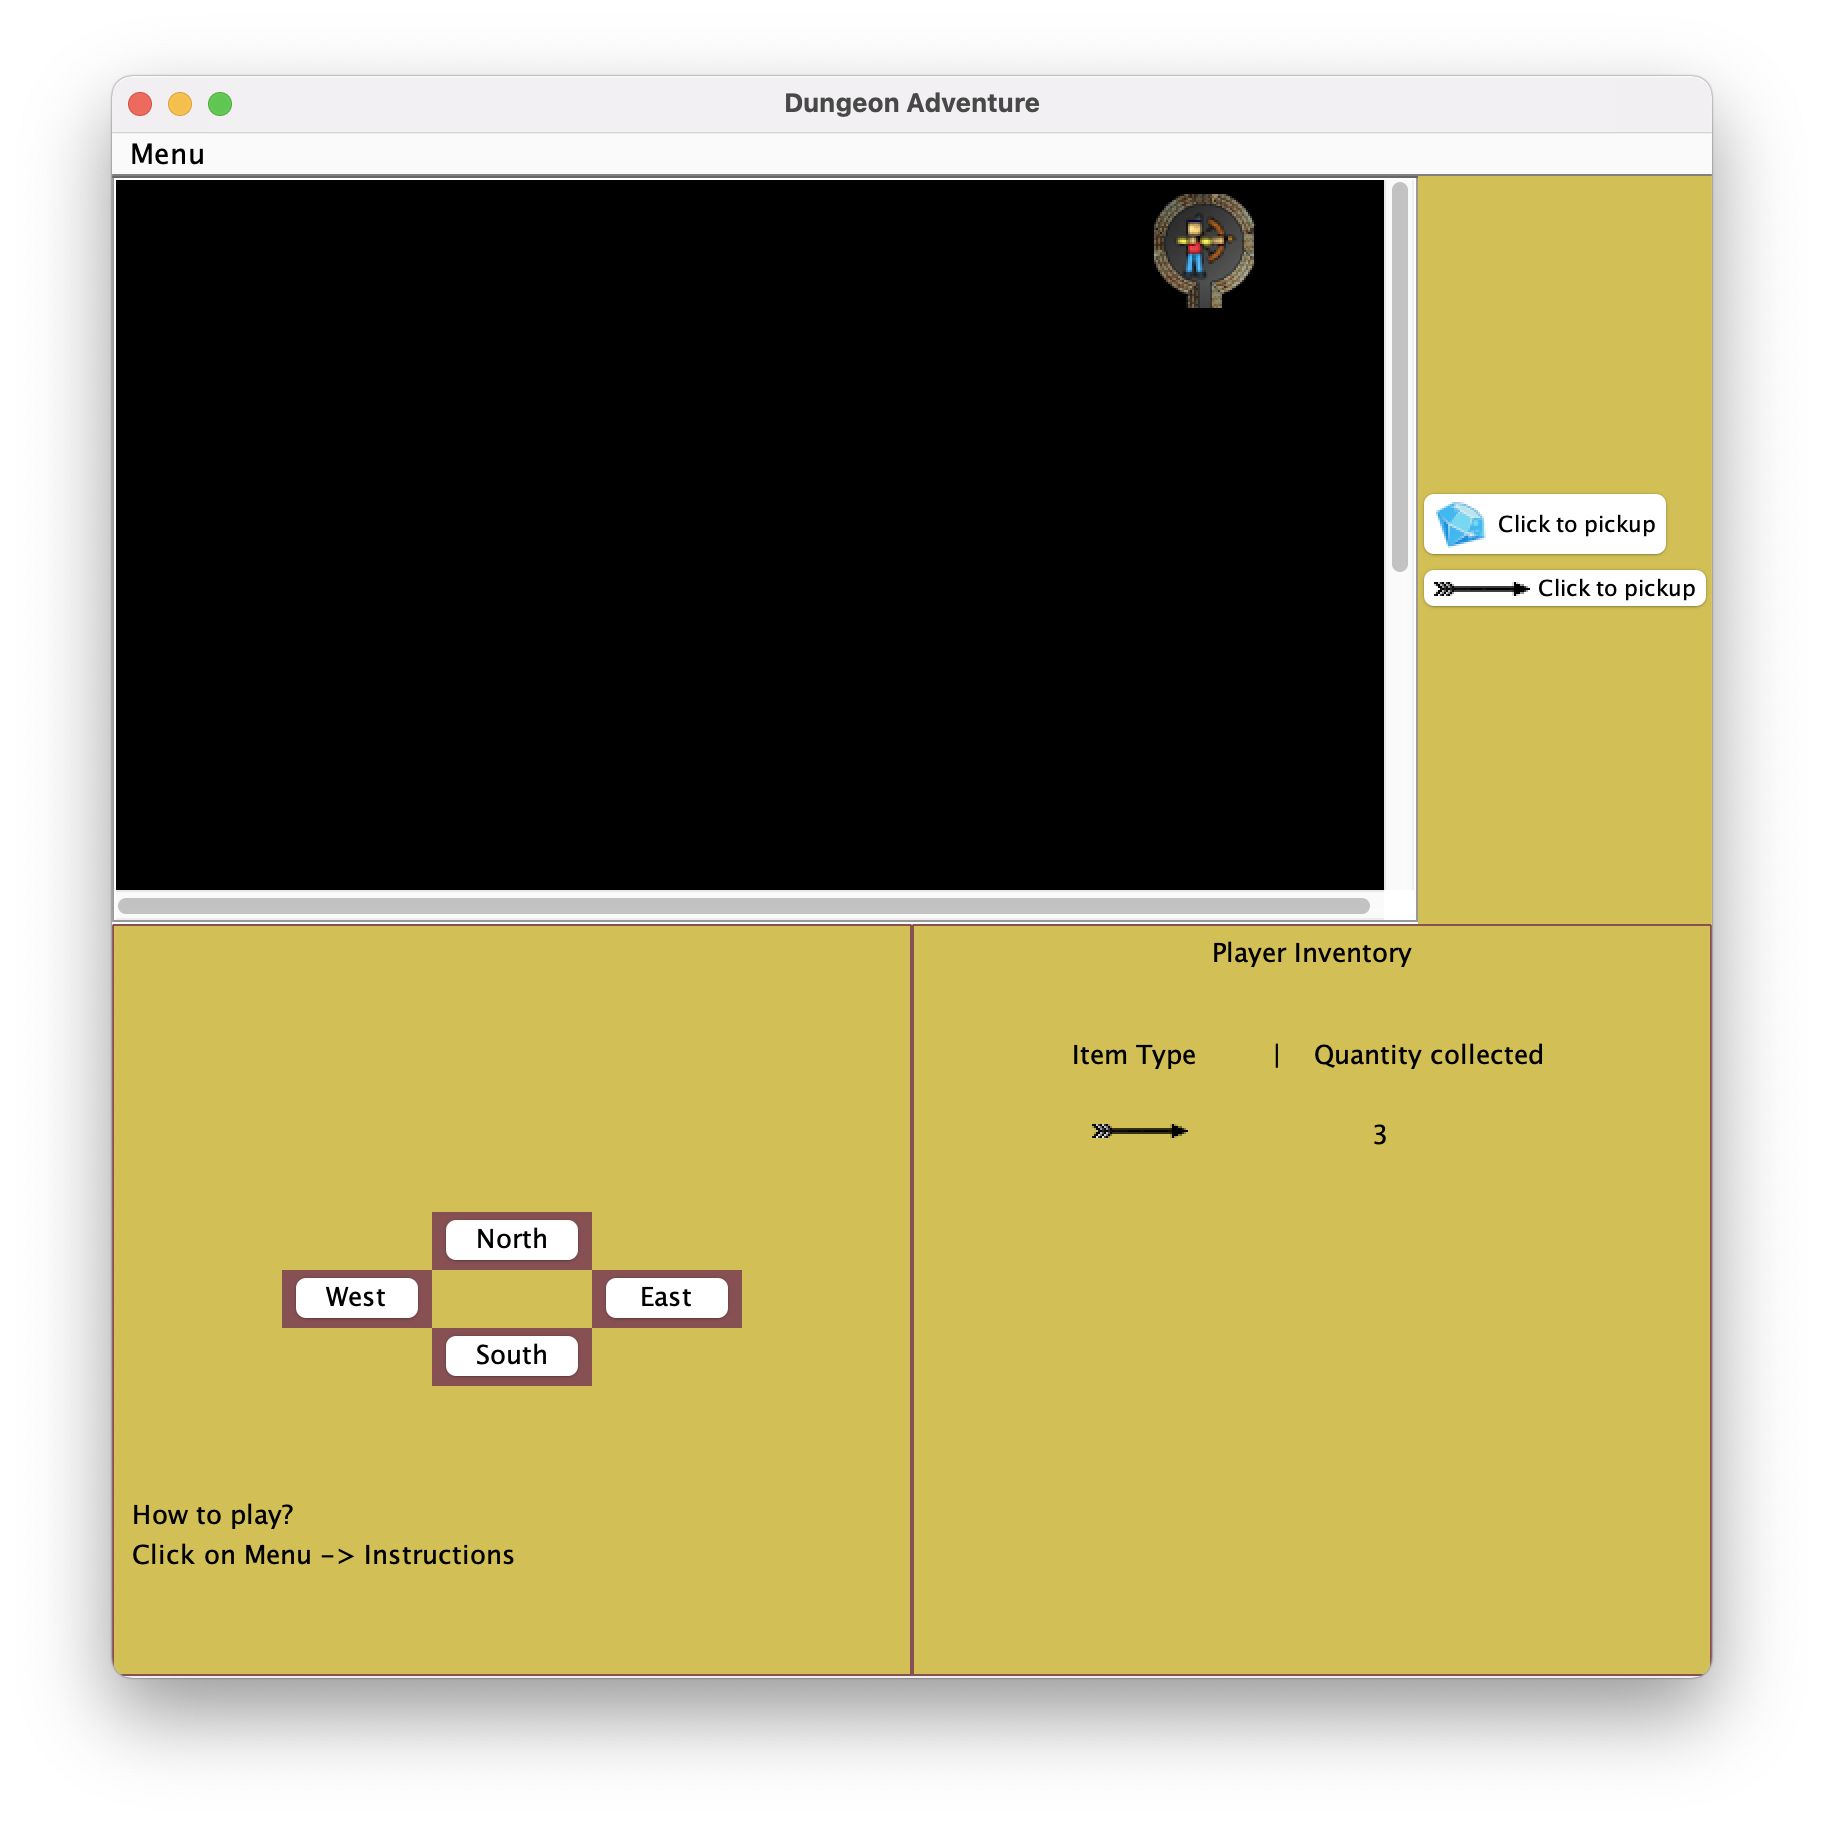 Dungeon Adventure
Menu
Click to pickup
Click to pickup
Player Inventory
Item Type | Quantity collected
3
North
West East
South
How to play?
Click on Menu -> Instructions